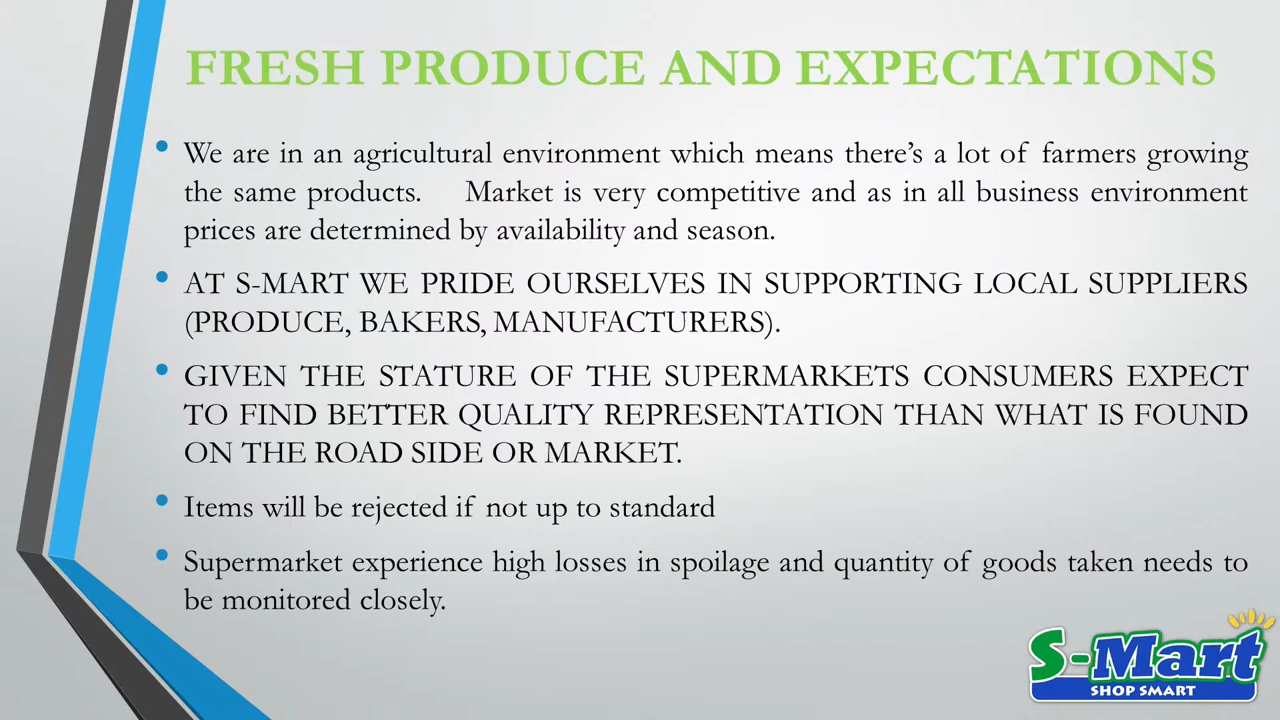 FRESH PRODUCE AND EXPECTATIONS
• We are in an agricultural environment which means there’s a lot of farmers growing
the same products. Market is very competitive and as in all business environment
prices are determined by availability and season.
• AT S-MART WE PRIDE OURSELVES IN SUPPORTING LOCAL SUPPLIERS
(PRODUCE, BAKERS, MANUFACTURERS).
• GIVEN THE STATURE OF THE SUPERMARKETS CONSUMERS EXPECT
TO FIND BETTER QUALITY REPRESENTATION THAN WHAT IS FOUND
ON THE ROAD SIDE OR MARKET.
• Items will be rejected if not up to standard
• Supermarket experience high losses in spoilage and quantity of goods taken needs to
be monitored closely.
S-Mart
SHOP SMART